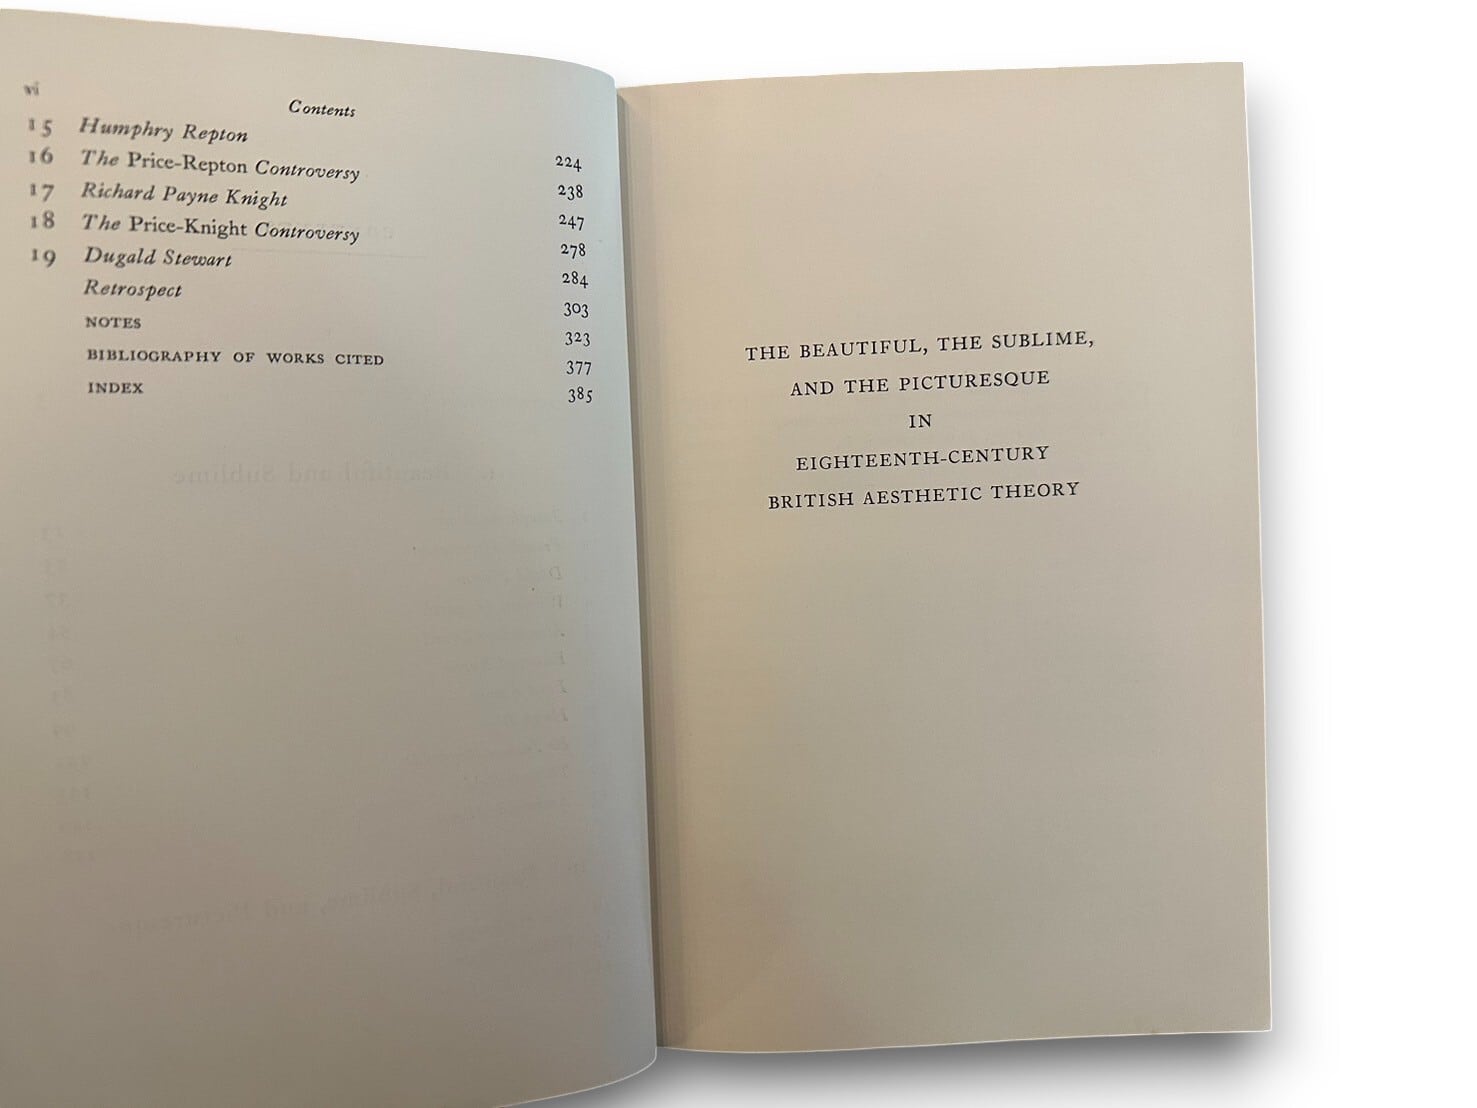 vi
Contents
15 Humphry Repton 224
16 The Price-Repton Controversy 238
17 Richard Payne Knight 247
18 The Price-Knight Controversy 278
19 Dugald Stewart 284
Retrospect 303
NOTES 323
BIBLIOGRAPHY OF WORKS CITED 377
INDEX 385
THE BEAUTIFUL, THE SUBLIME,
AND THE PICTURESQUE
IN
EIGHTEENTH-CENTURY
BRITISH AESTHETIC THEORY